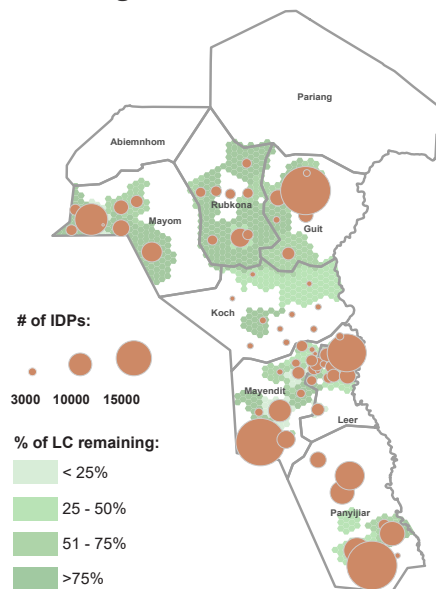 Pariang
Abiemnhom
Mayom
Rubkona
Guit
Koch
# of IDPs:
3000 10000 15000
Mayendit
Leer
% of LC remaining:
< 25%
25 - 50%
Panyijiar
51 - 75%
>75%